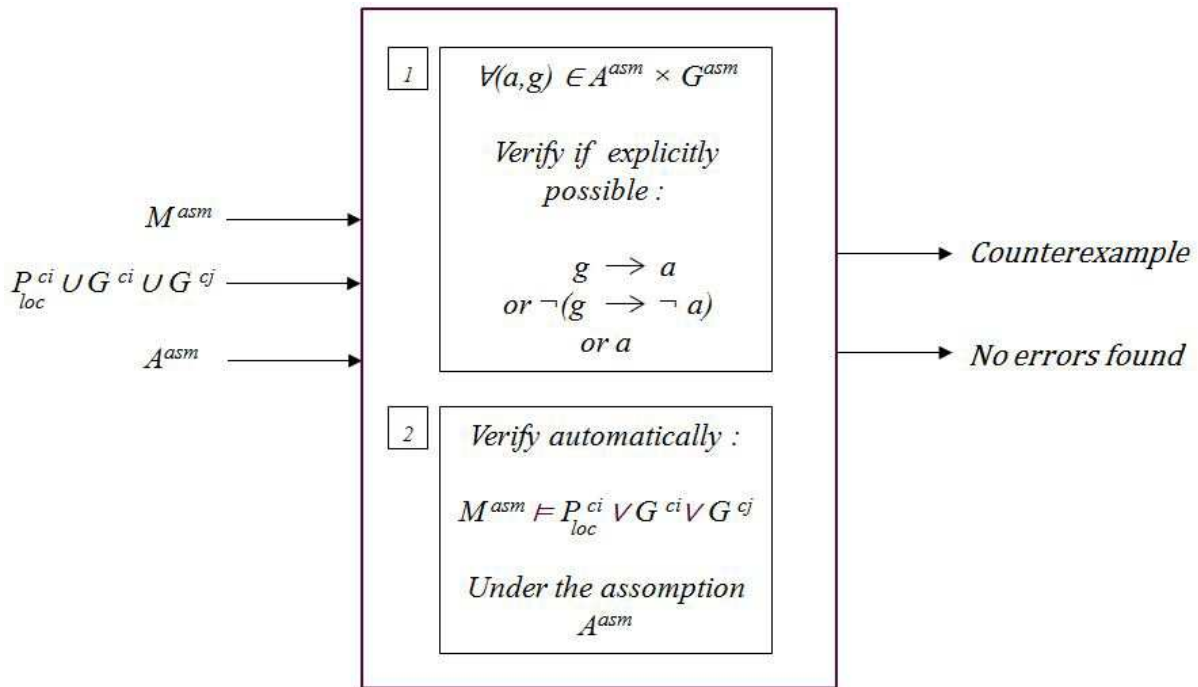 1
∀(a,g) ∈ A^asm × G^asm
Verify if explicitly
possible :
g → a
or ¬(g → ¬ a)
or a
M^asm
P_loc^ci ∪ G^ci ∪ G^cj
A^asm
Counterexample
No errors found
2
Verify automatically :
M^asm ⊨ P_loc^ci ∨ G^ci ∨ G^cj
Under the assomption
A^asm